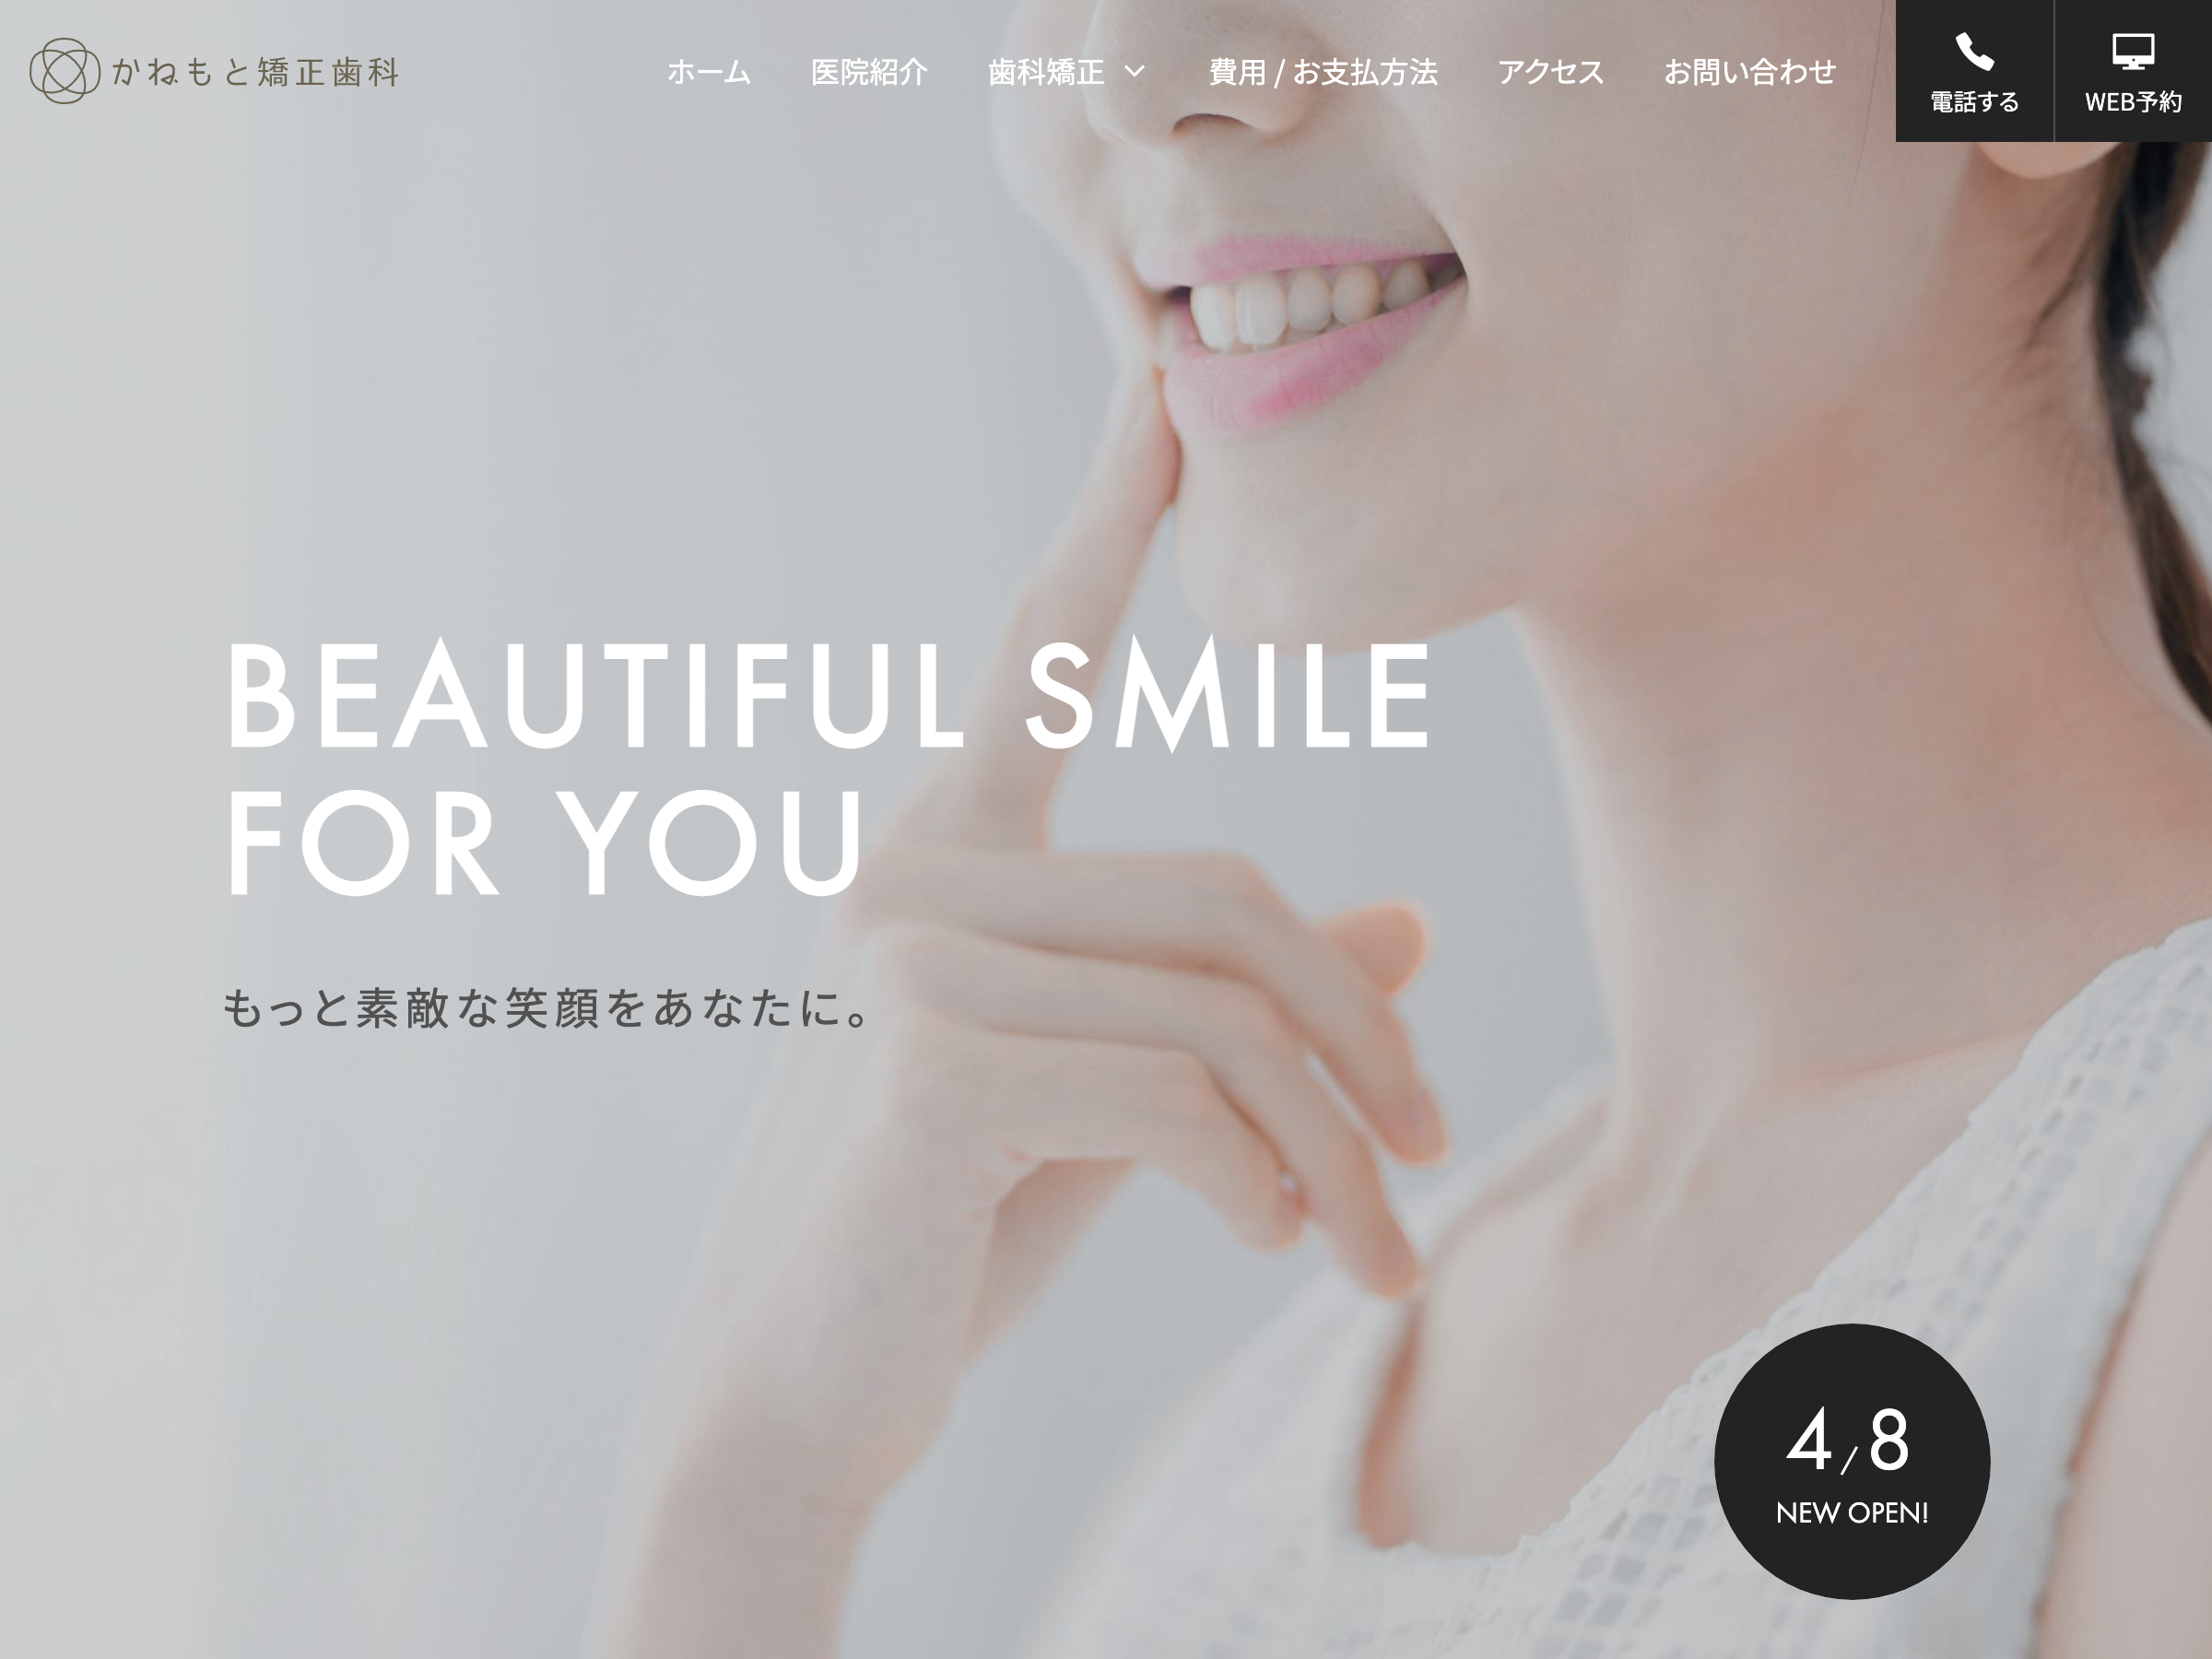 かねもと矯正歯科
ホーム 医院紹介 歯科矯正 費用 / お支払方法 アクセス お問い合わせ
電話する WEB予約
BEAUTIFUL SMILE
FOR YOU
もっと素敵な笑顔をあなたに。
4/8
NEW OPEN!